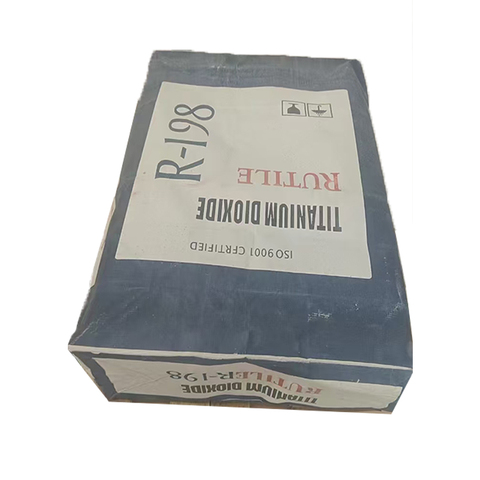 ISO 9001 CERTIFIED
TITANIUM DIOXIDE
RUTILE
R-198
TITANIUM DIOXIDE
RUTILE R-198